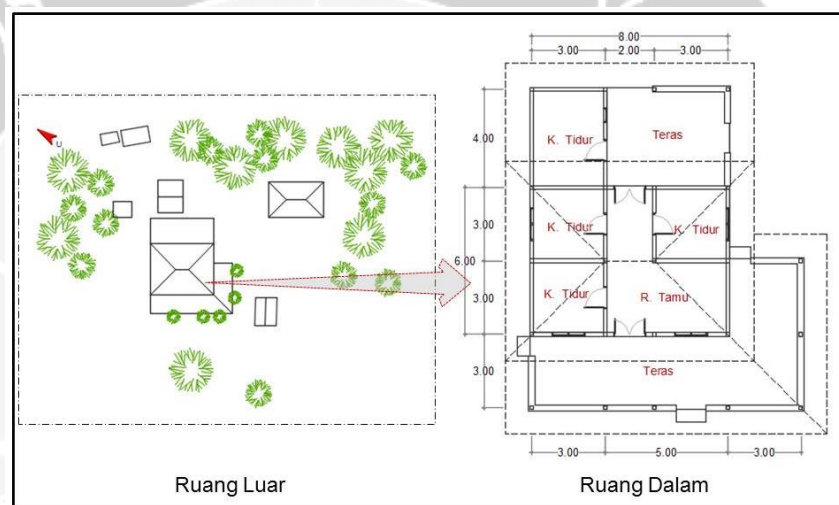 U
8.00
3.00 2.00 3.00
4.00
K. Tidur
Teras
3.00
K. Tidur
K. Tidur
6.00
3.00
K. Tidur
R. Tamu
3.00
Teras
3.00 5.00 3.00
Ruang Luar
Ruang Dalam